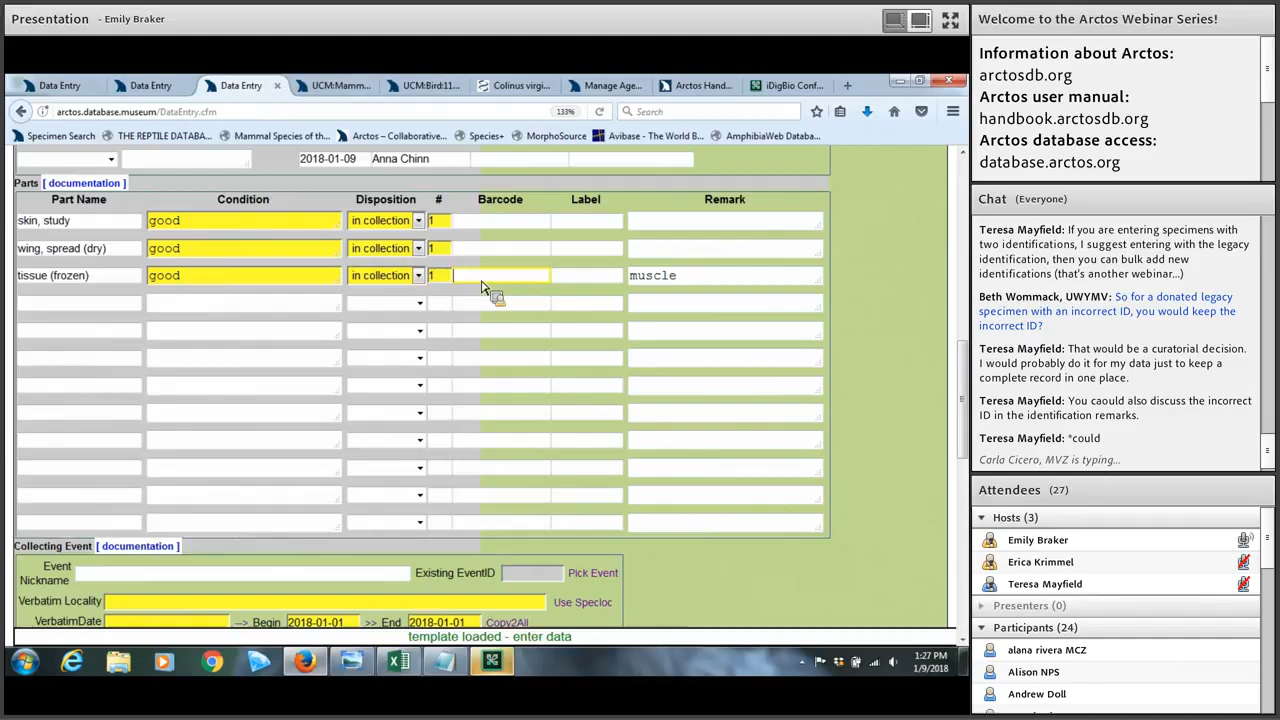 Presentation - Emily Braker
Data Entry
Data Entry
Data Entry
UCM:Mamm...
UCM:Bird:11...
Colinus virgi...
Manage Age...
Arctos Hand...
iDigBio Conf...
arctos.database.museum/DataEntry.cfm
133%
Search
Specimen Search
THE REPTILE DATABA...
Mammal Species of th...
Arctos – Collaborative...
Species+
MorphoSource
Avibase - The World B...
AmphibiaWeb Databa...
2018-01-09 Anna Chinn
Parts [ documentation ]
Part Name Condition Disposition # Barcode Label Remark
skin, study good in collection 1
wing, spread (dry) good in collection 1
tissue (frozen) good in collection 1 muscle
Collecting Event [ documentation ]
Event Nickname Existing EventID Pick Event
Verbatim Locality Use Specloc
VerbatimDate --> Begin 2018-01-01 >> End 2018-01-01 Copy2All
template loaded - enter data
1:27 PM
1/9/2018
Welcome to the Arctos Webinar Series!
Information about Arctos:
arctosdb.org
Arctos user manual:
handbook.arctosdb.org
Arctos database access:
database.arctos.org
Chat (Everyone)
Teresa Mayfield: If you are entering specimens with
two identifications, I suggest entering with the legacy
identification, then you can bulk add new
identifications (that's another webinar...)
Beth Wommack, UWYMV: So for a donated legacy
specimen with an incorrect ID, you would keep the
incorrect ID?
Teresa Mayfield: That would be a curatorial decision.
I would probably do it for my data just to keep a
complete record in one place.
Teresa Mayfield: You caould also discuss the incorrect
ID in the identification remarks.
Teresa Mayfield: *could
Carla Cicero, MVZ is typing...
Attendees (27)
Hosts (3)
Emily Braker
Erica Krimmel
Teresa Mayfield
Presenters (0)
Participants (24)
alana rivera MCZ
Alison NPS
Andrew Doll